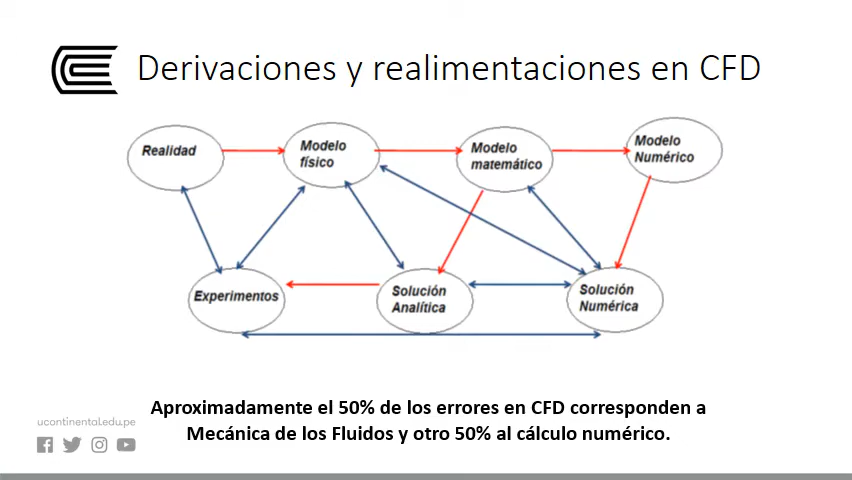 Derivaciones y realimentaciones en CFD
Realidad
Modelo
físico
Modelo
matemático
Modelo
Numérico
Experimentos
Solución
Analítica
Solución
Numérica
Aproximadamente el 50% de los errores en CFD corresponden a
Mecánica de los Fluidos y otro 50% al cálculo numérico.
ucontinental.edu.pe